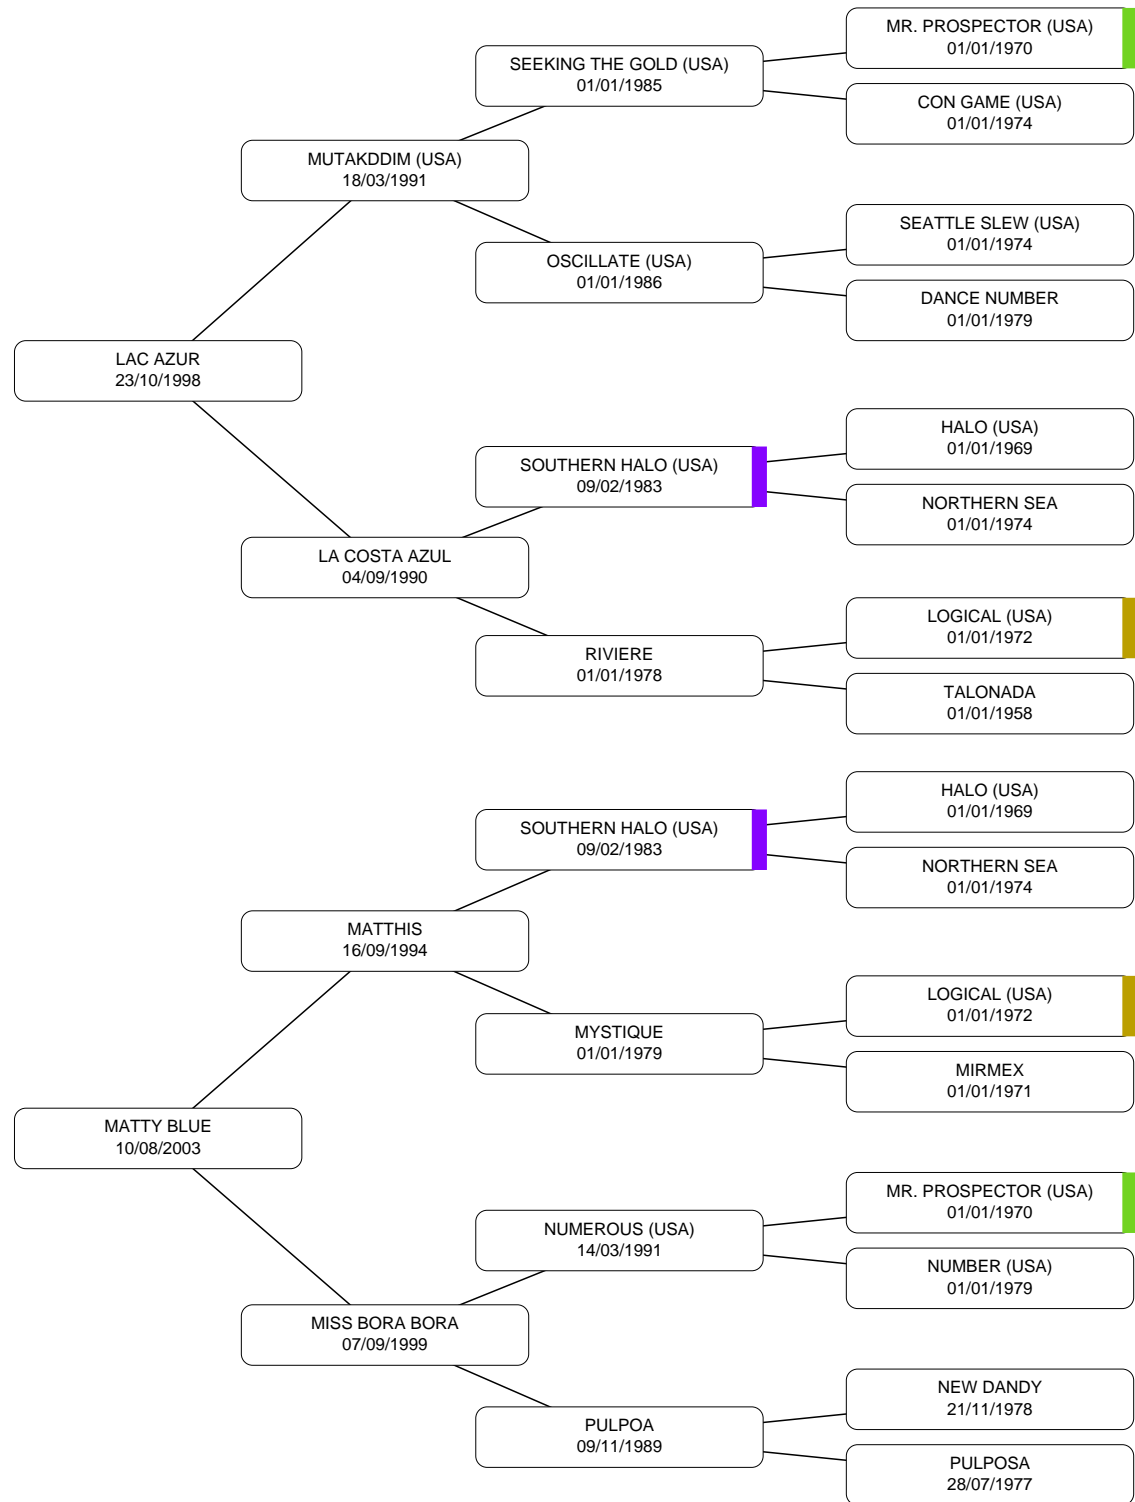 MR. PROSPECTOR (USA)
01/01/1970
SEEKING THE GOLD (USA)
01/01/1985
CON GAME (USA)
01/01/1974
MUTAKDDIM (USA)
18/03/1991
SEATTLE SLEW (USA)
01/01/1974
OSCILLATE (USA)
01/01/1986
DANCE NUMBER
01/01/1979
LAC AZUR
23/10/1998
HALO (USA)
01/01/1969
SOUTHERN HALO (USA)
09/02/1983
NORTHERN SEA
01/01/1974
LA COSTA AZUL
04/09/1990
LOGICAL (USA)
01/01/1972
RIVIERE
01/01/1978
TALONADA
01/01/1958
HALO (USA)
01/01/1969
SOUTHERN HALO (USA)
09/02/1983
NORTHERN SEA
01/01/1974
MATTHIS
16/09/1994
LOGICAL (USA)
01/01/1972
MYSTIQUE
01/01/1979
MIRMEX
01/01/1971
MATTY BLUE
10/08/2003
MR. PROSPECTOR (USA)
01/01/1970
NUMEROUS (USA)
14/03/1991
NUMBER (USA)
01/01/1979
MISS BORA BORA
07/09/1999
NEW DANDY
21/11/1978
PULPOA
09/11/1989
PULPOSA
28/07/1977